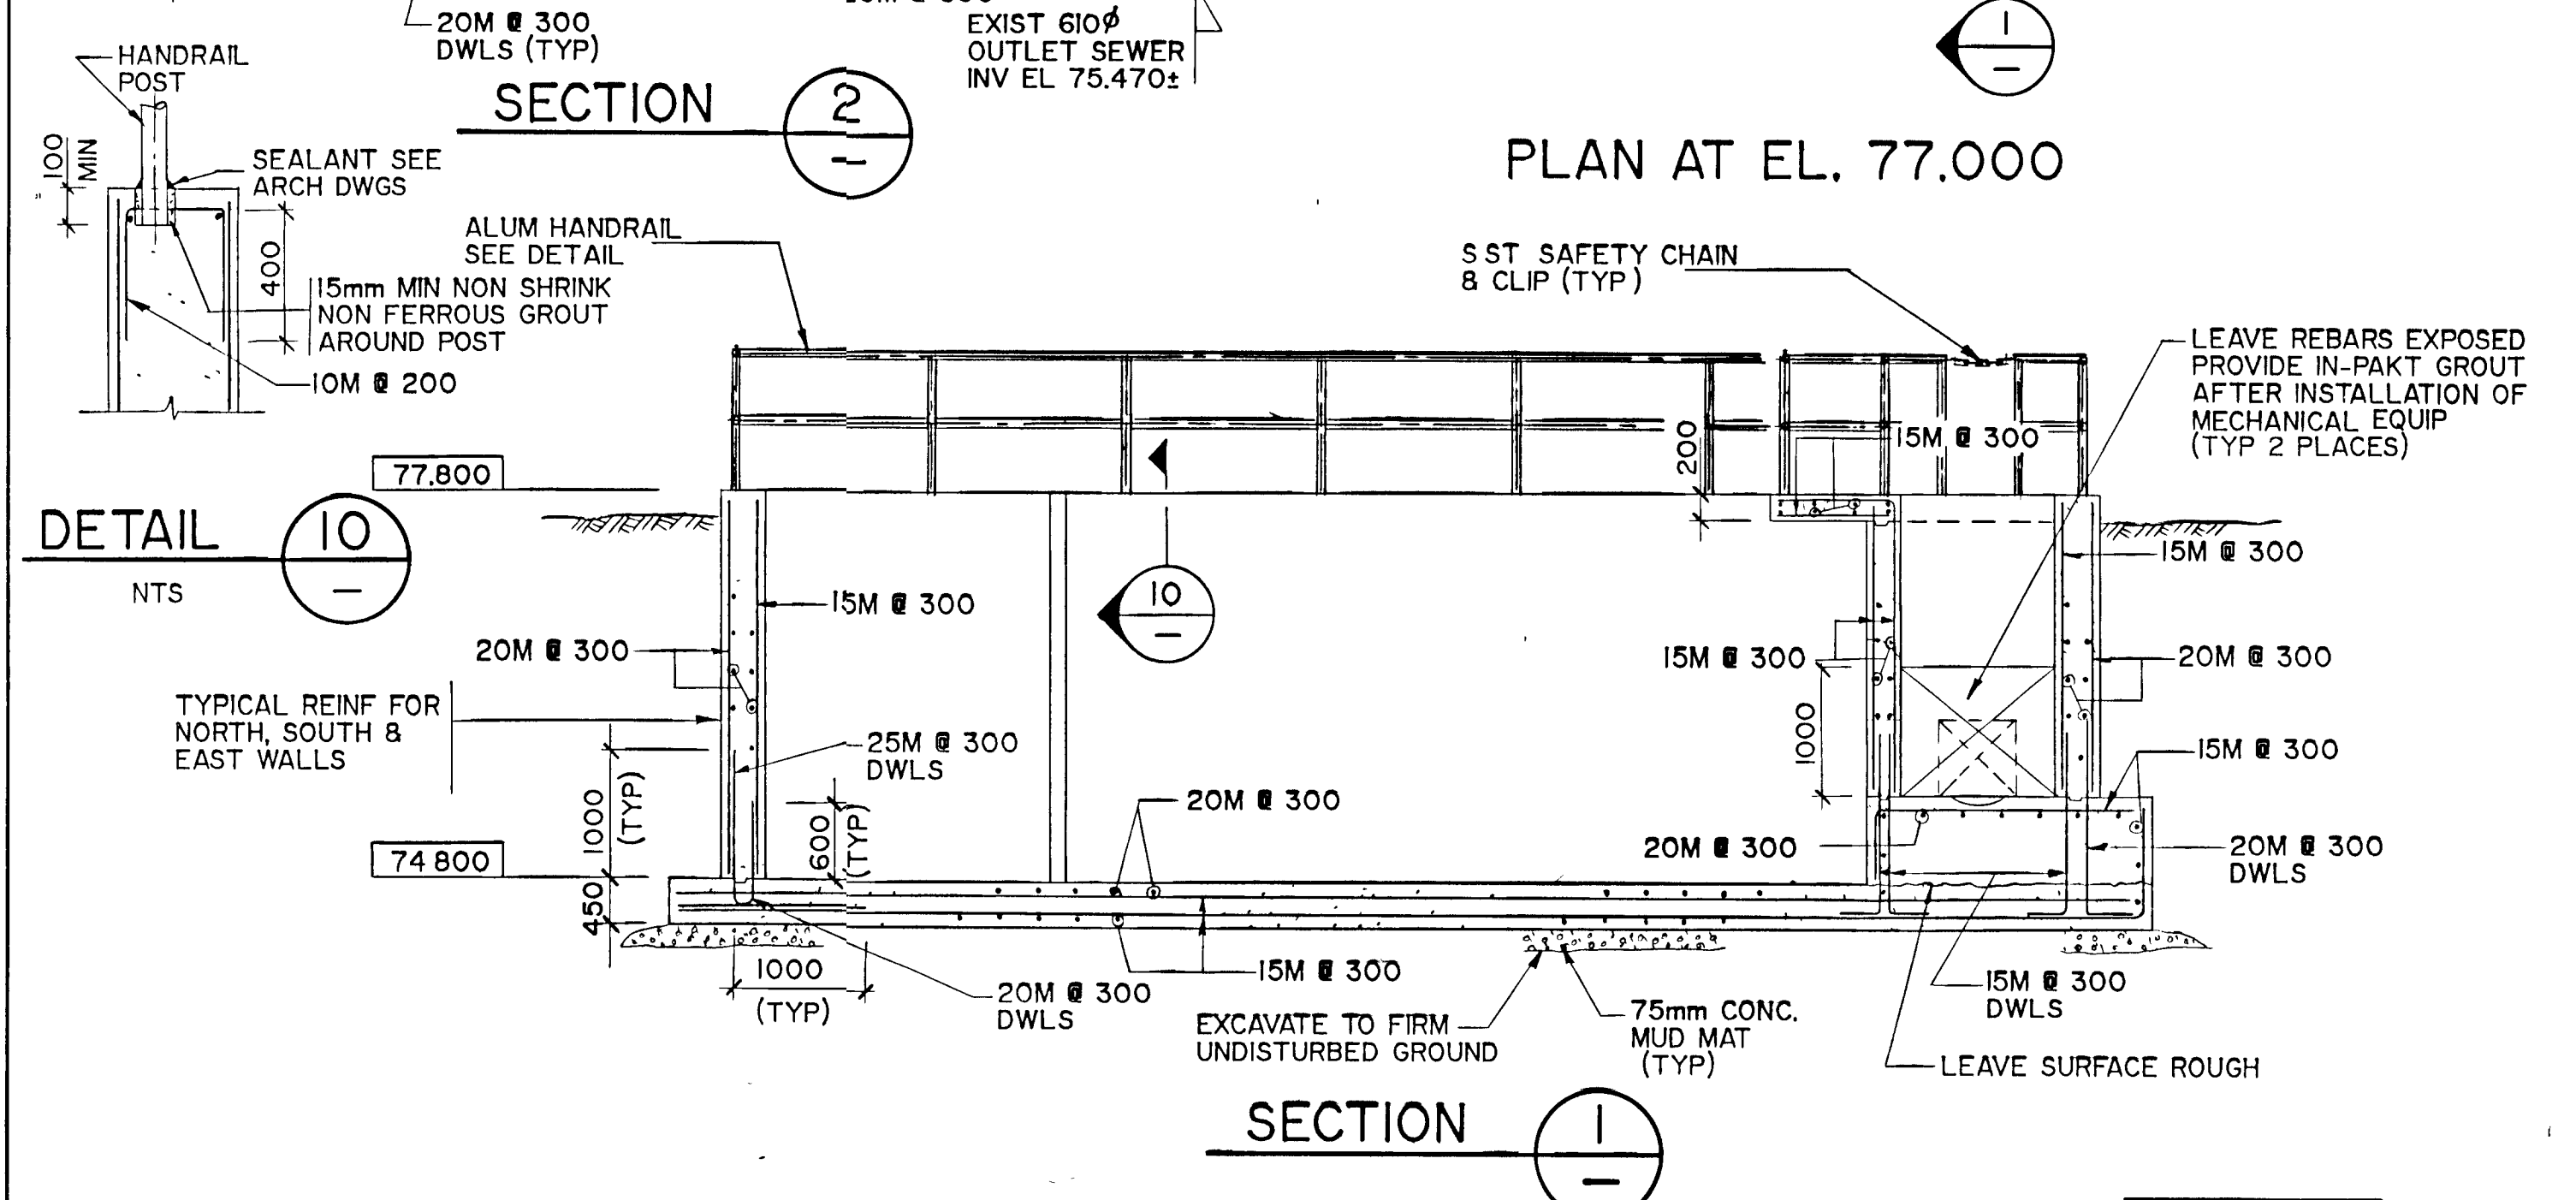 20M @ 300
DWLS (TYP)
EXIST 610φ
OUTLET SEWER
INV EL 75.470±
1
–
HANDRAIL
POST
SECTION
2
–
100
MIN
SEALANT SEE
ARCH DWGS
PLAN AT EL. 77.000
400
15mm MIN NON SHRINK
NON FERROUS GROUT
AROUND POST
10M @ 200
DETAIL
10
–
NTS
ALUM HANDRAIL
SEE DETAIL
SST SAFETY CHAIN
& CLIP (TYP)
LEAVE REBARS EXPOSED
PROVIDE IN-PAKT GROUT
AFTER INSTALLATION OF
MECHANICAL EQUIP
(TYP 2 PLACES)
200
15M @ 300
77.800
10
–
15M @ 300
15M @ 300
20M @ 300
15M @ 300
20M @ 300
TYPICAL REINF FOR
NORTH, SOUTH &
EAST WALLS
25M @ 300
DWLS
1000
15M @ 300
1000
(TYP)
600
(TYP)
20M @ 300
20M @ 300
20M @ 300
DWLS
74 800
450
1000
(TYP)
20M @ 300
DWLS
15M @ 300
15M @ 300
DWLS
EXCAVATE TO FIRM
UNDISTURBED GROUND
75mm CONC.
MUD MAT
(TYP)
LEAVE SURFACE ROUGH
SECTION
1
–